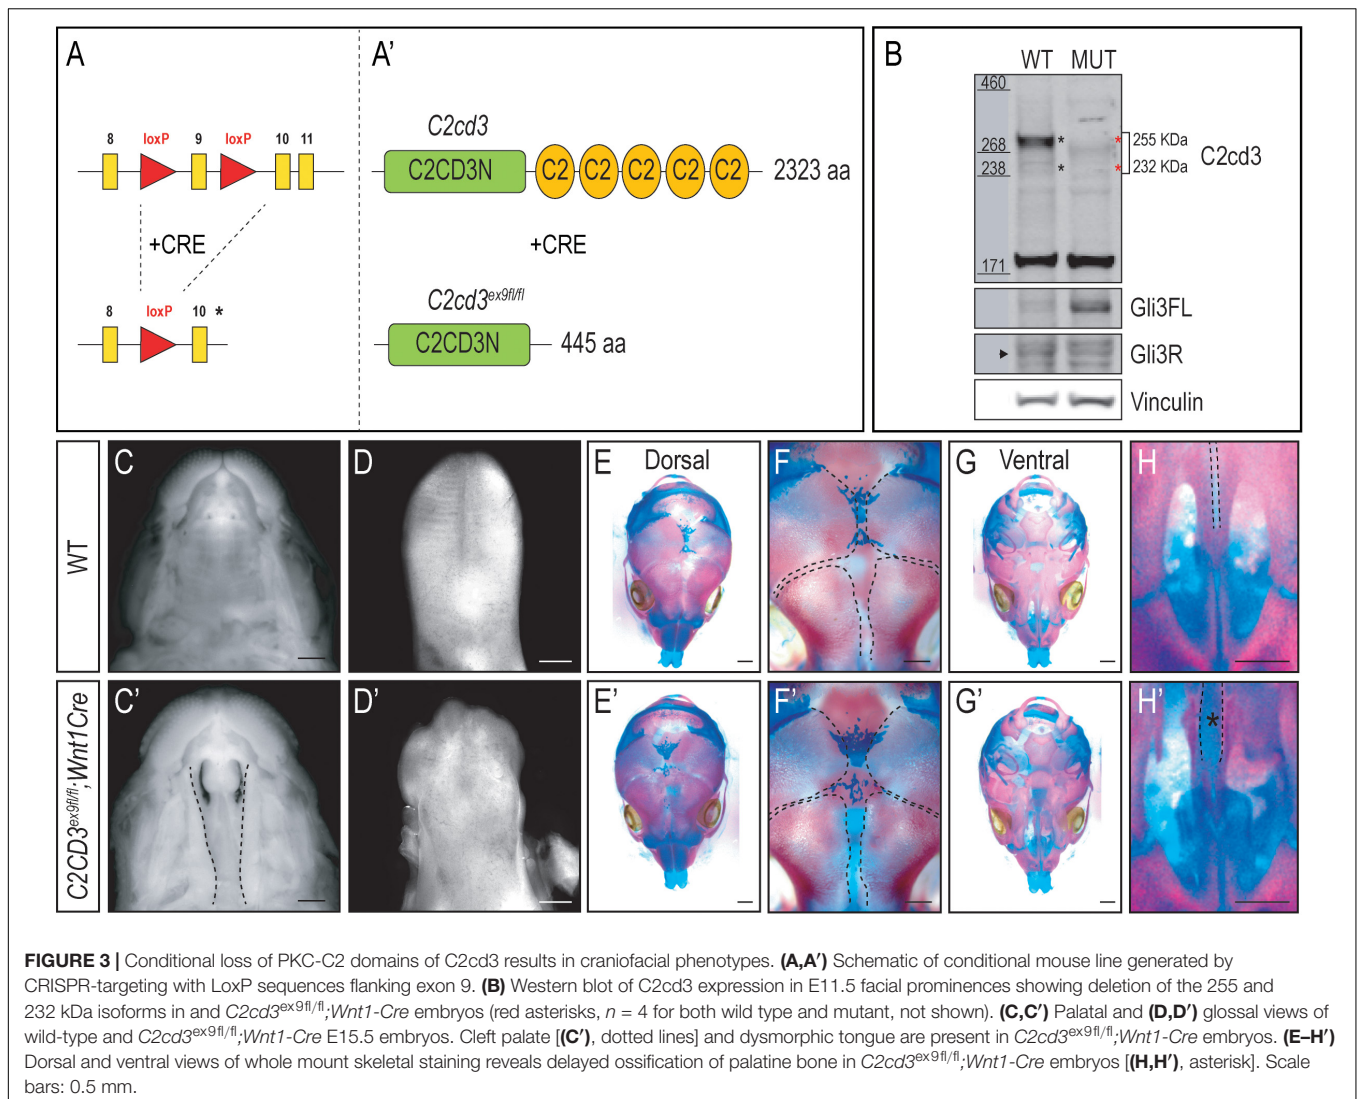 A
8 loxP 9 loxP 10 11
+CRE
8 loxP 10 *
A'
C2cd3
C2CD3N C2 C2 C2 C2 C2 2323 aa
+CRE
C2cd3ex9fl/fl
C2CD3N 445 aa
B
WT MUT
460
268
238
171
* * * *
255 KDa
232 KDa
C2cd3
Gli3FL
Gli3R
Vinculin
WT
C
D
E Dorsal
F
G Ventral
H
C2CD3ex9fl/fl;Wnt1Cre
C'
D'
E'
F'
G'
H'
*
FIGURE 3 | Conditional loss of PKC-C2 domains of C2cd3 results in craniofacial phenotypes. (A,A′) Schematic of conditional mouse line generated by
CRISPR-targeting with LoxP sequences flanking exon 9. (B) Western blot of C2cd3 expression in E11.5 facial prominences showing deletion of the 255 and
232 kDa isoforms in and C2cd3ex9fl/fl;Wnt1-Cre embryos (red asterisks, n = 4 for both wild type and mutant, not shown). (C,C′) Palatal and (D,D′) glossal views of
wild-type and C2cd3ex9fl/fl;Wnt1-Cre E15.5 embryos. Cleft palate [(C′), dotted lines] and dysmorphic tongue are present in C2cd3ex9fl/fl;Wnt1-Cre embryos. (E–H′)
Dorsal and ventral views of whole mount skeletal staining reveals delayed ossification of palatine bone in C2cd3ex9fl/fl;Wnt1-Cre embryos [(H,H′), asterisk]. Scale
bars: 0.5 mm.